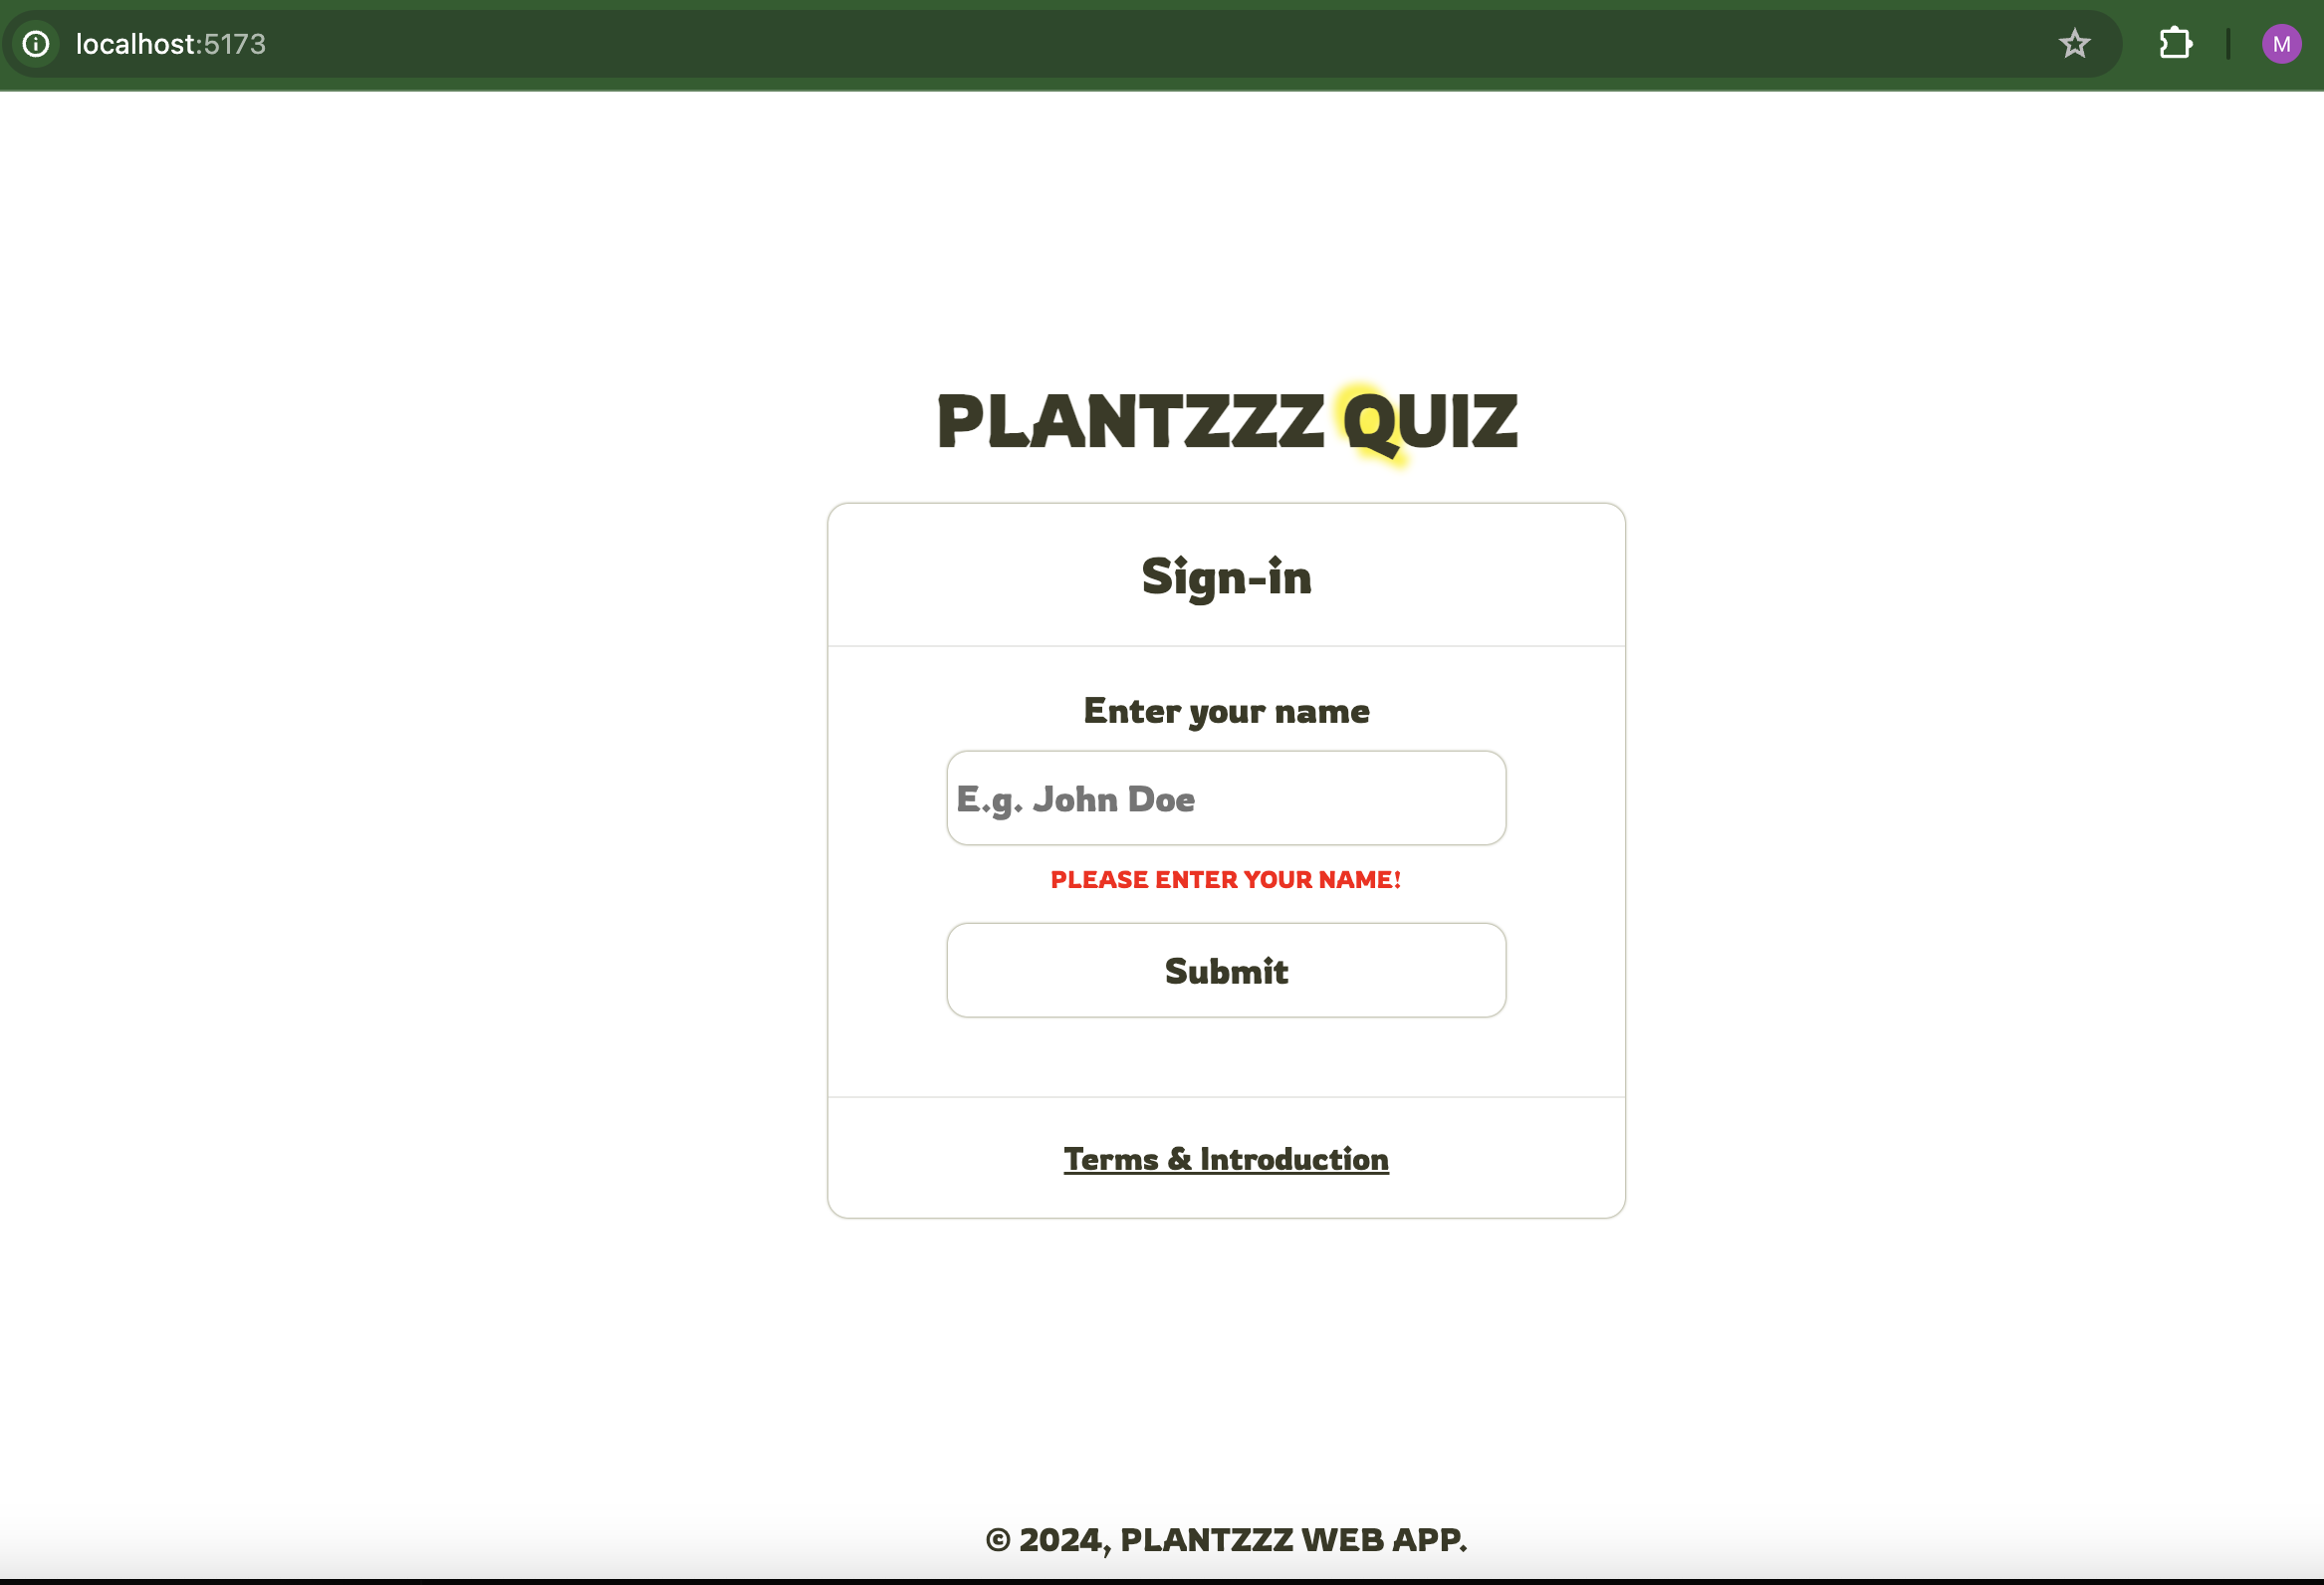 localhost:5173
M
PLANTZZZ QUIZ
Sign-in
Enter your name
E.g. John Doe
PLEASE ENTER YOUR NAME!
Submit
Terms & Introduction
© 2024, PLANTZZZ WEB APP.